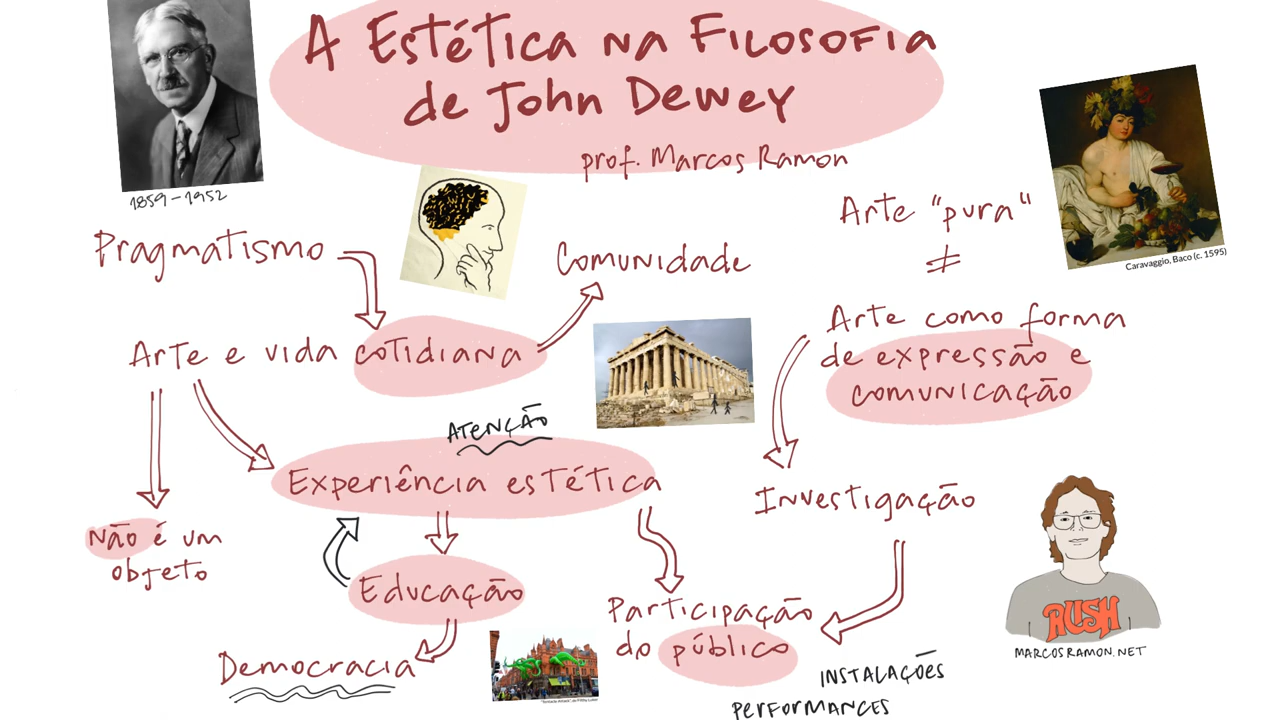 A Estética na Filosofia
de John Dewey
prof. Marcos Ramon
1859 – 1952
Pragmatismo
Comunidade
Arte "pura"
≠
Caravaggio, Baco (c. 1595)
Arte como forma
de expressão e
comunicação
Arte e vida cotidiana
ATENÇÃO
Experiência estética
Investigação
Não é um
objeto
Educação
Participação
do público
Democracia
INSTALAÇÕES
PERFORMANCES
RUSH
MARCOSRAMON.NET